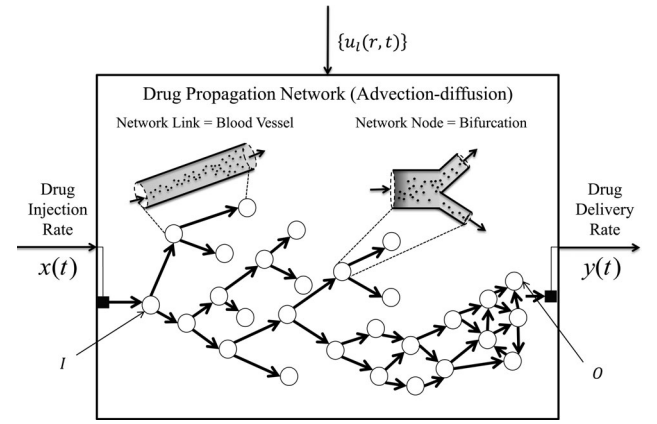 {u_l(r,t)}
Drug Propagation Network (Advection-diffusion)
Network Link = Blood Vessel
Network Node = Bifurcation
Drug
Injection
Rate
x(t)
Drug
Delivery
Rate
y(t)
I
O